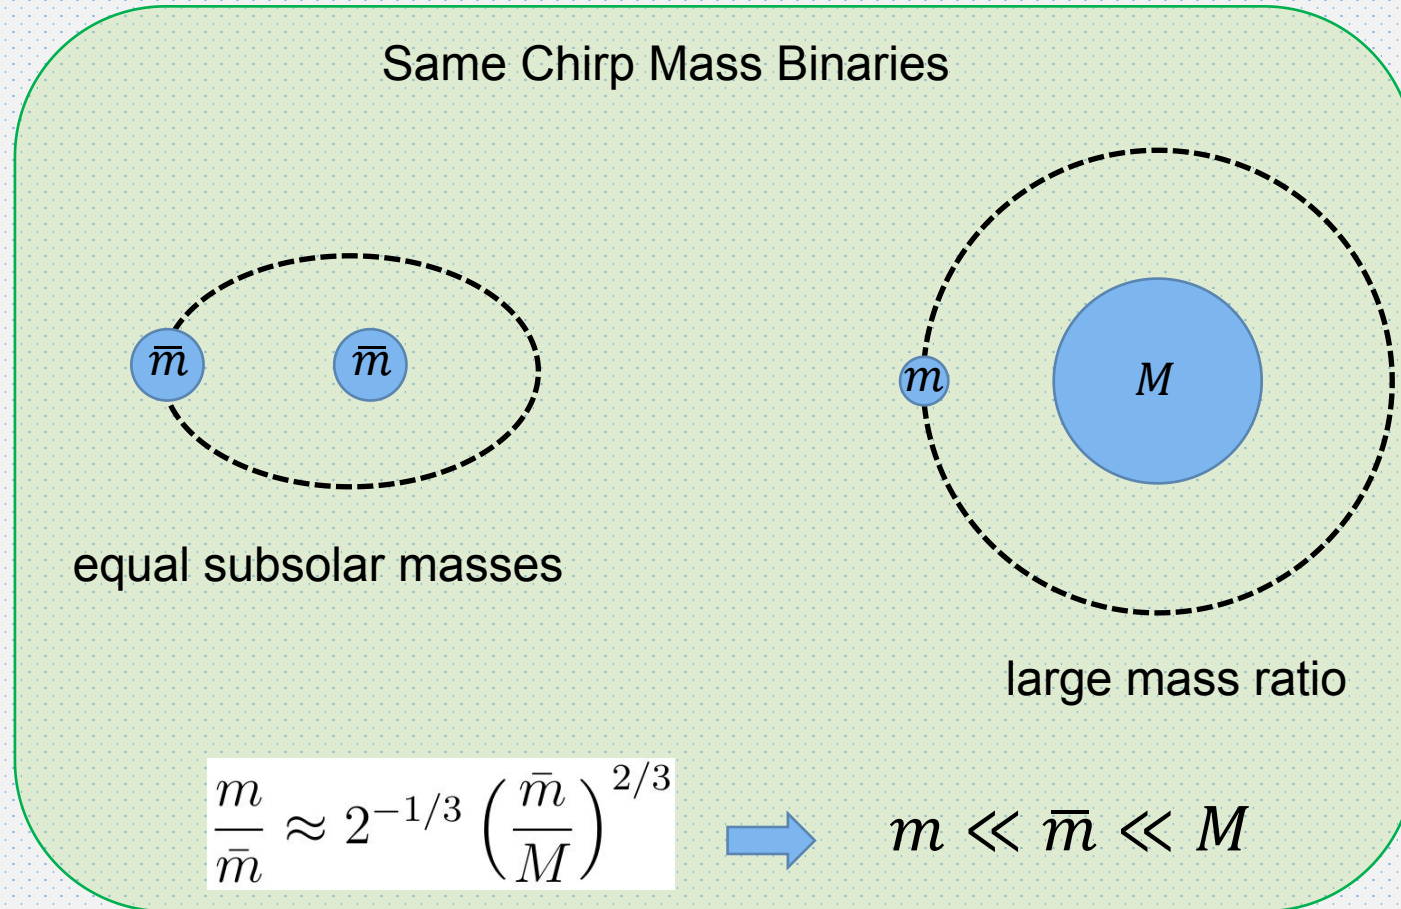 Same Chirp Mass Binaries
m̅ m̅
m M
equal subsolar masses
large mass ratio
m/m̄ ≈ 2^{-1/3} (m̄/M)^{2/3}
m ≪ m̅ ≪ M